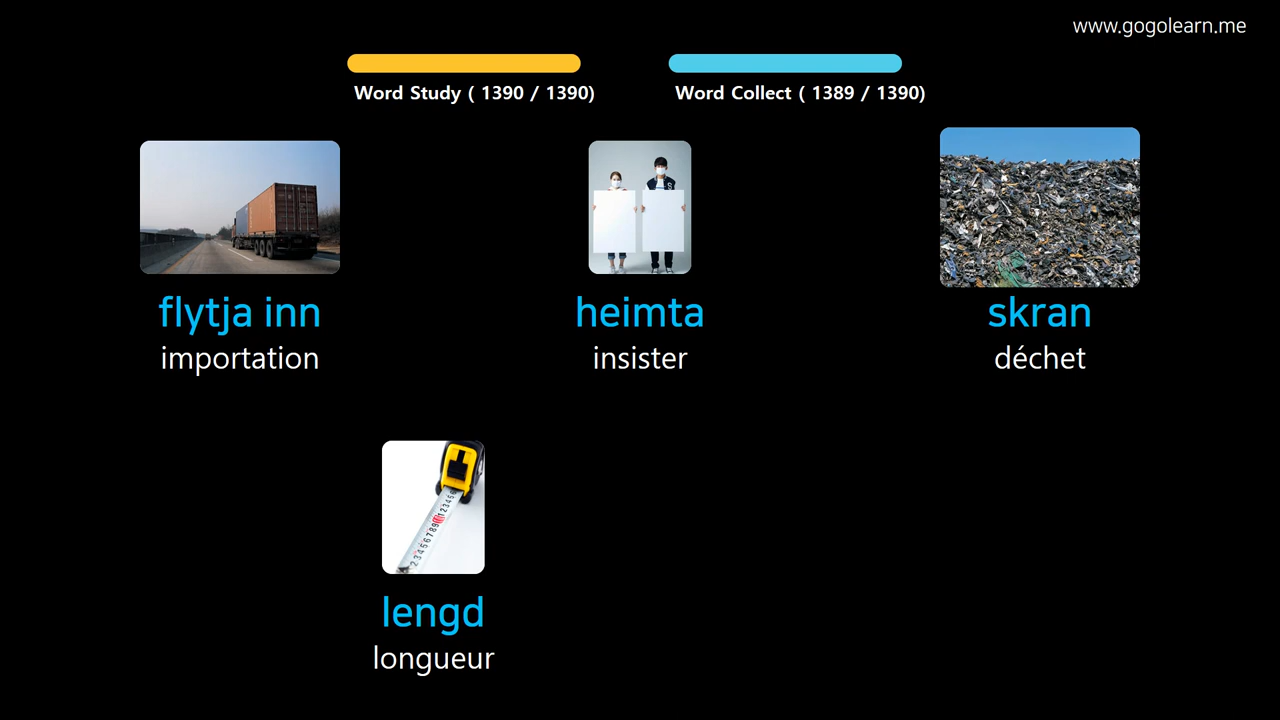 www.gogolearn.me
Word Study ( 1390 / 1390)
Word Collect ( 1389 / 1390)
flytja inn
importation
heimta
insister
skran
déchet
lengd
longueur